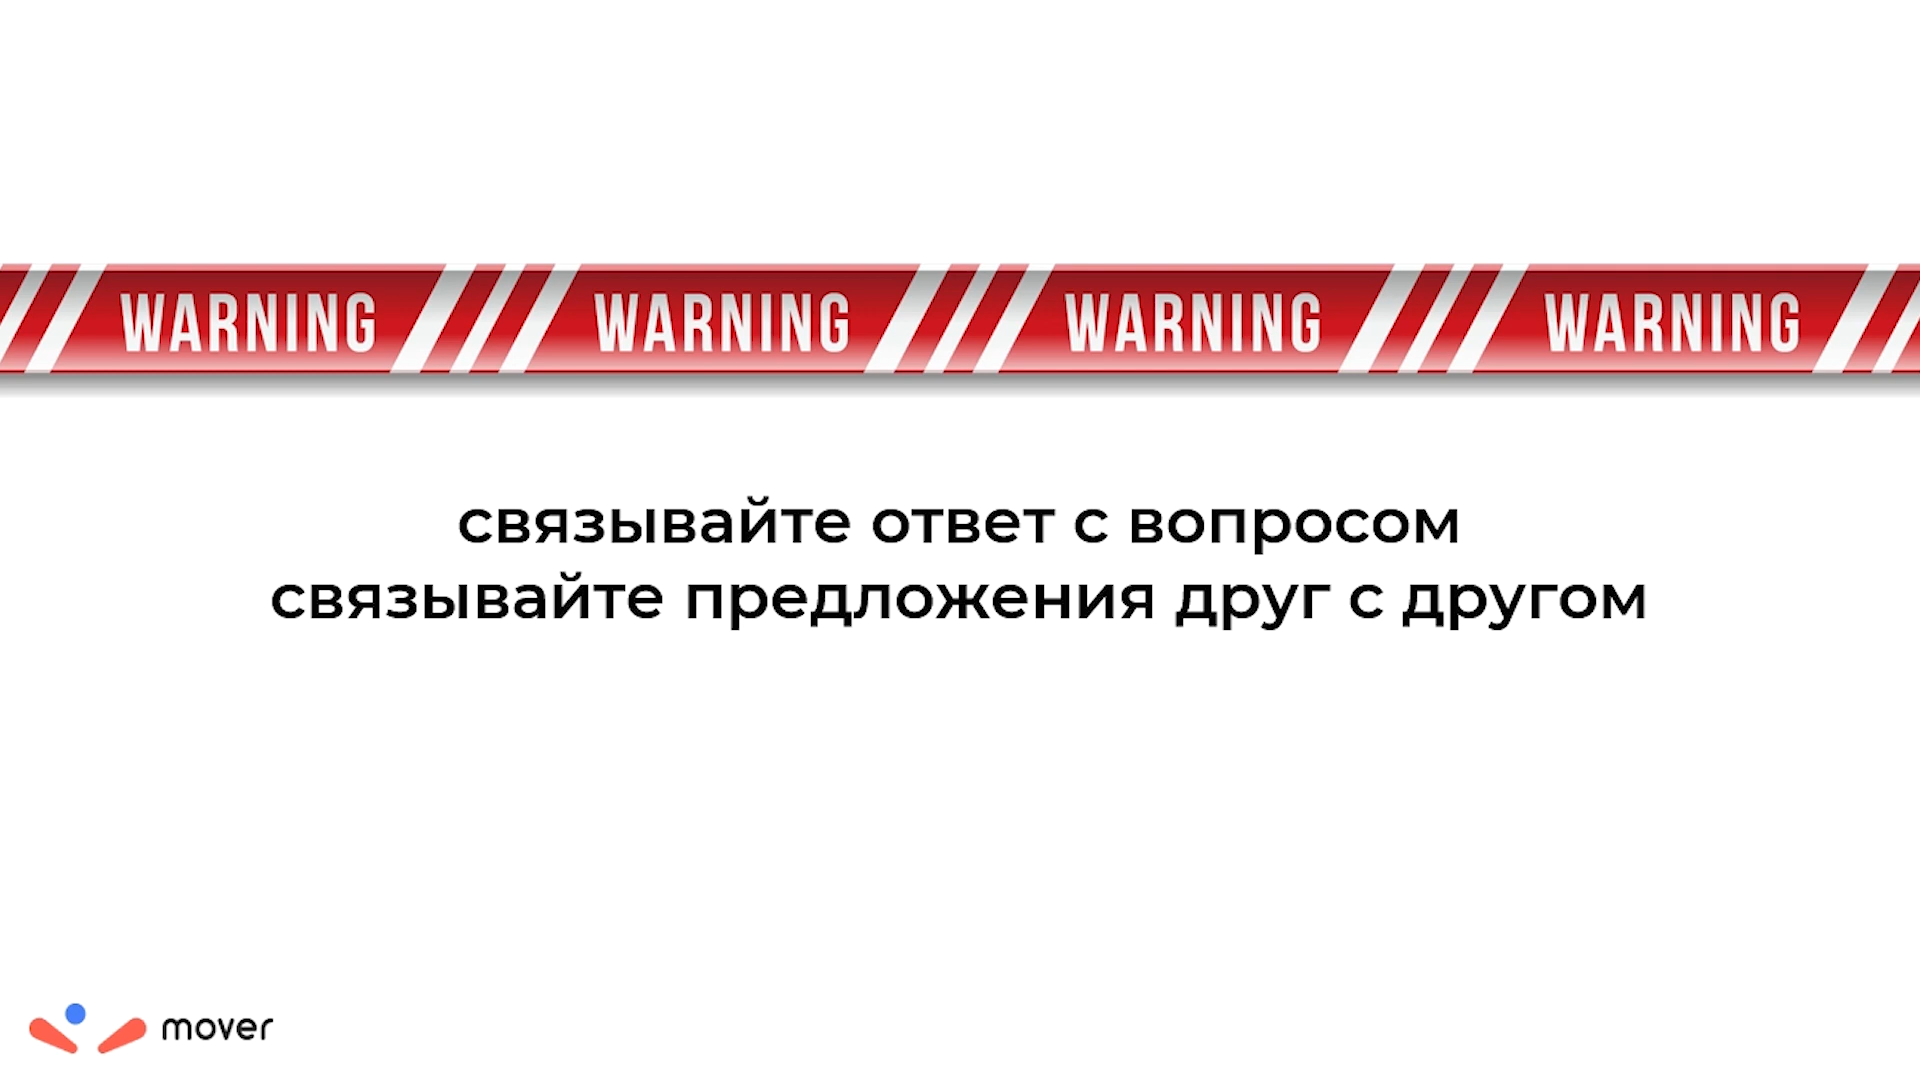 WARNING WARNING WARNING WARNING
связывайте ответ с вопросом
связывайте предложения друг с другом
mover